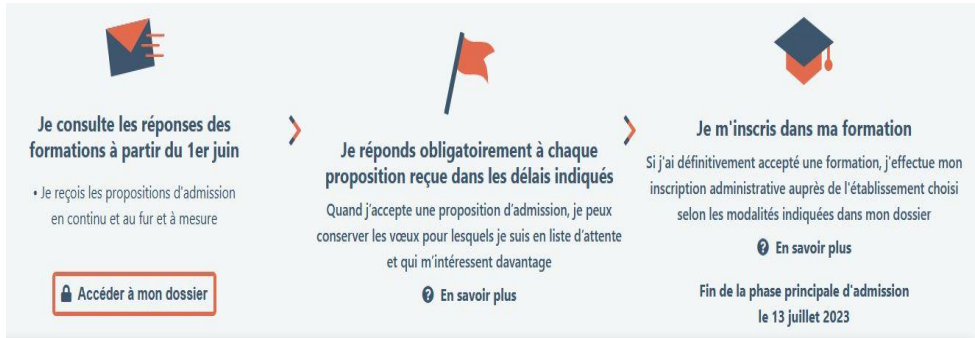 Je consulte les réponses des
formations à partir du 1er juin
• Je reçois les propositions d'admission
en continu et au fur et à mesure
Accéder à mon dossier
Je réponds obligatoirement à chaque
proposition reçue dans les délais indiqués
Quand j'accepte une proposition d'admission, je peux
conserver les vœux pour lesquels je suis en liste d'attente
et qui m'intéressent davantage
? En savoir plus
Je m'inscris dans ma formation
Si j'ai définitivement accepté une formation, j'effectue mon
inscription administrative auprès de l'établissement choisi
selon les modalités indiquées dans mon dossier
? En savoir plus
Fin de la phase principale d'admission
le 13 juillet 2023